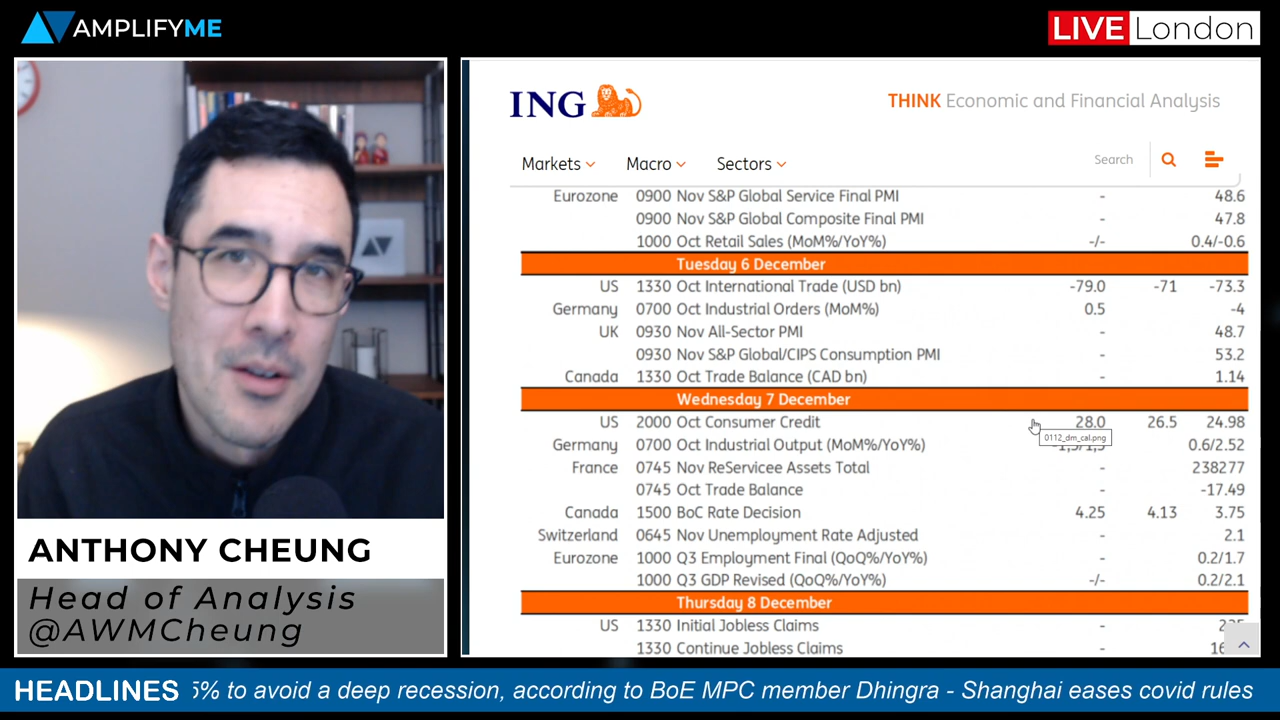 AMPLIFYME
LIVE London
ING
THINK Economic and Financial Analysis
Markets Macro Sectors Search
Eurozone 0900 Nov S&P Global Service Final PMI - 48.6
0900 Nov S&P Global Composite Final PMI - 47.8
1000 Oct Retail Sales (MoM%/YoY%) -/- 0.4/-0.6
Tuesday 6 December
US 1330 Oct International Trade (USD bn) -79.0 -71 -73.3
Germany 0700 Oct Industrial Orders (MoM%) 0.5 -4
UK 0930 Nov All-Sector PMI - 48.7
0930 Nov S&P Global/CIPS Consumption PMI - 53.2
Canada 1330 Oct Trade Balance (CAD bn) - 1.14
Wednesday 7 December
US 2000 Oct Consumer Credit 28.0 26.5 24.98
0112_dm_cal.png
Germany 0700 Oct Industrial Output (MoM%/YoY%) 0.6/2.52
France 0745 Nov ReServicee Assets Total - 238277
0745 Oct Trade Balance - -17.49
Canada 1500 BoC Rate Decision 4.25 4.13 3.75
Switzerland 0645 Nov Unemployment Rate Adjusted - 2.1
Eurozone 1000 Q3 Employment Final (QoQ%/YoY%) - 0.2/1.7
1000 Q3 GDP Revised (QoQ%/YoY%) -/- 0.2/2.1
Thursday 8 December
US 1330 Initial Jobless Claims -
1330 Continue Jobless Claims -
ANTHONY CHEUNG
Head of Analysis
@AWMCheung
HEADLINES 5% to avoid a deep recession, according to BoE MPC member Dhingra - Shanghai eases covid rules